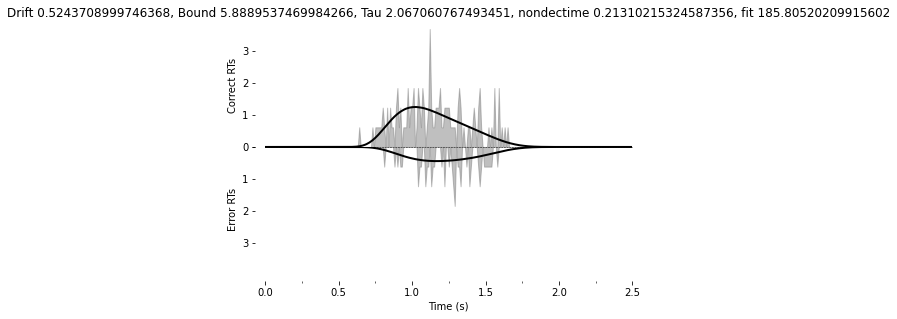 Drift 0.5243708999746368, Bound 5.8889537469984266, Tau 2.067060767493451, nondectime 0.21310215324587356, fit 185.80520209915602
3
2
1
0
1
2
3
Correct RTs
Error RTs
0.0 0.5 1.0 1.5 2.0 2.5
Time (s)